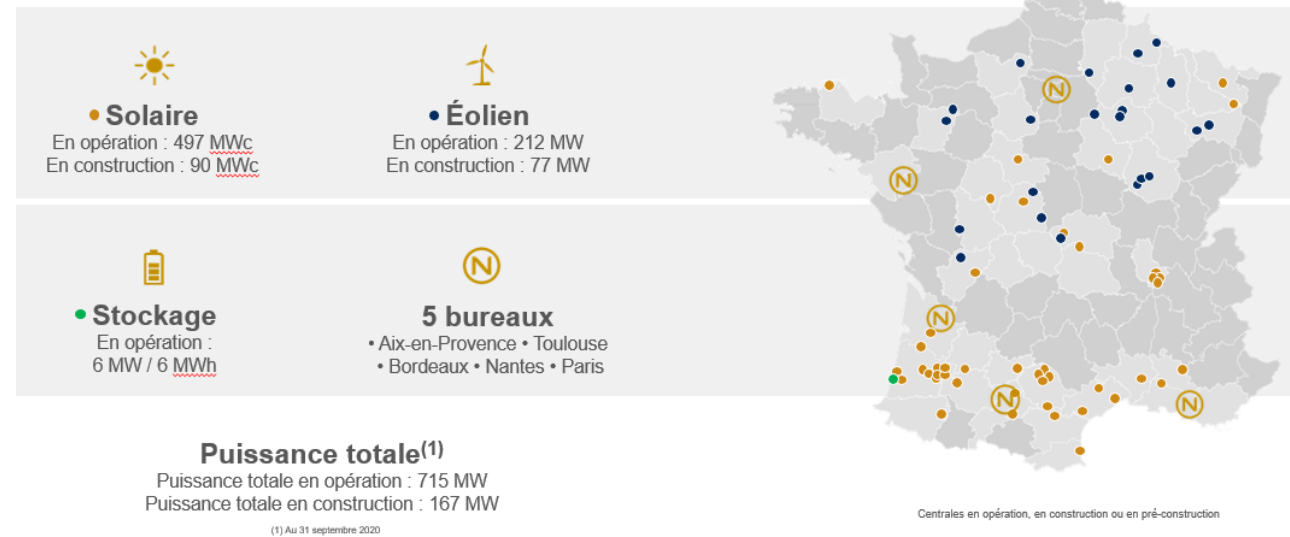 Solaire
En opération : 497 MWc
En construction : 90 MWc
Éolien
En opération : 212 MW
En construction : 77 MW
Stockage
En opération :
6 MW / 6 MWh
N
5 bureaux
• Aix-en-Provence • Toulouse
• Bordeaux • Nantes • Paris
Puissance totale(1)
Puissance totale en opération : 715 MW
Puissance totale en construction : 167 MW
(1) Au 31 septembre 2020
N
N
N
N
N
Centrales en opération, en construction ou en pré-construction